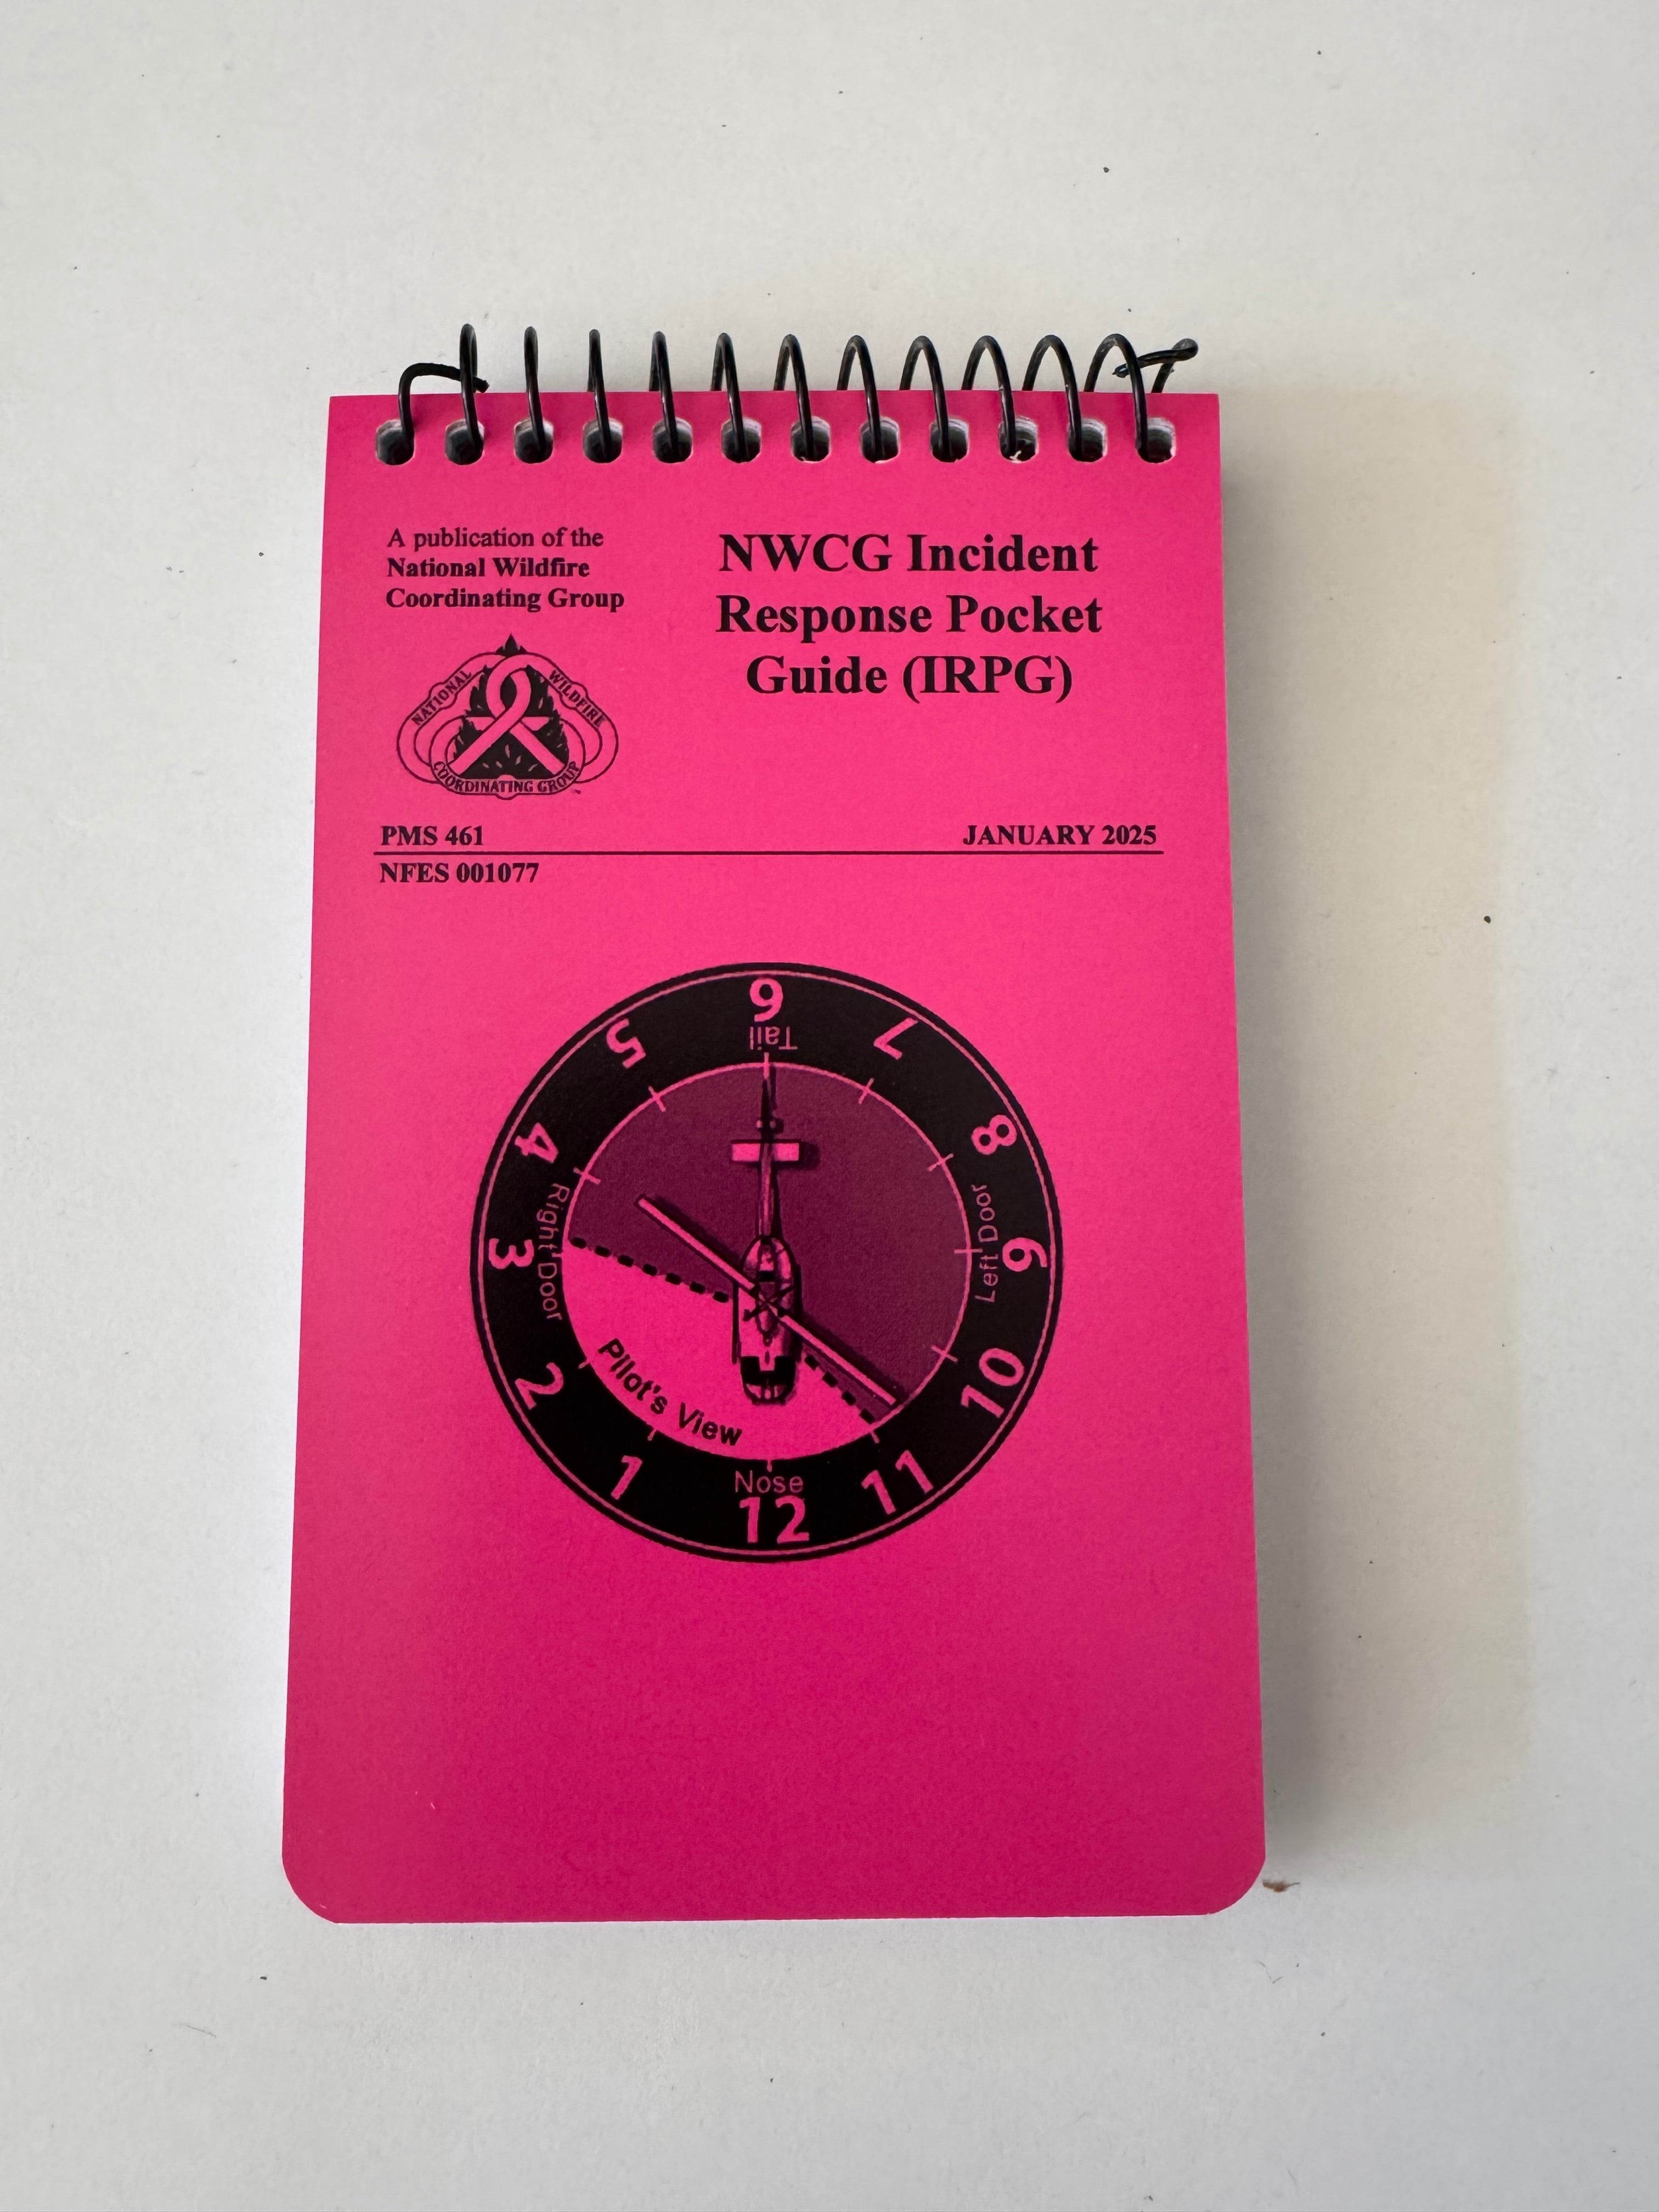 A publication of the
National Wildfire
Coordinating Group
NATIONAL WILDFIRE
COORDINATING GROUP
NWCG Incident
Response Pocket
Guide (IRPG)
PMS 461
JANUARY 2025
NFES 001077
6
Tail
7
8
9
Left Door
10
11
12
Nose
1
2
3
Right Door
4
5
Pilot's View